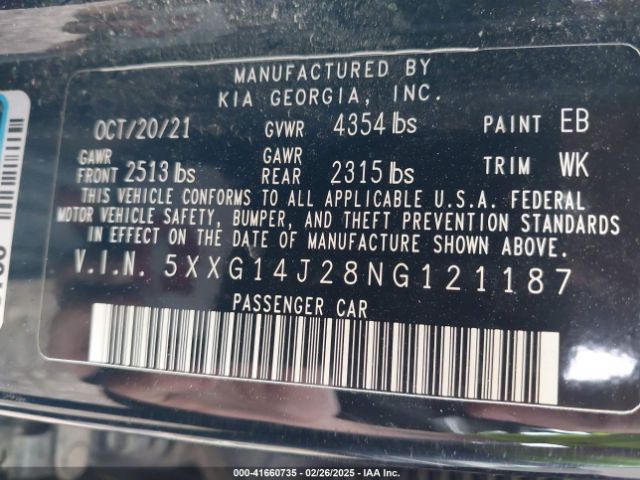 MANUFACTURED BY
KIA GEORGIA, INC.
OCT/20/21 GVWR 4354 lbs PAINT EB
GAWR FRONT 2513 lbs GAWR REAR 2315 lbs TRIM WK
THIS VEHICLE CONFORMS TO ALL APPLICABLE U.S.A. FEDERAL
MOTOR VEHICLE SAFETY, BUMPER, AND THEFT PREVENTION STANDARDS
IN EFFECT ON THE DATE OF MANUFACTURE SHOWN ABOVE.
V.I.N. 5XXG14J28NG121187
PASSENGER CAR
000-41660735 - 02/26/2025 - IAA Inc.